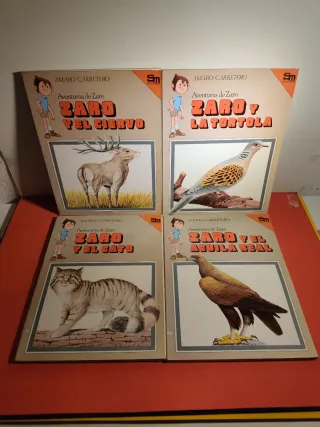 AMARO CARRETERO
sm
Aventuras de Zaro
ZARO
Y EL CIERVO
AMARO CARRETERO
sm
Aventuras de Zaro
ZARO Y
LA TORTOLA
AMARO CARRETERO
sm
Aventuras de Zaro
ZARO
Y EL GATO
AMARO CARRETERO
sm
Aventuras de Zaro
ZARO Y EL
AGUILA REAL